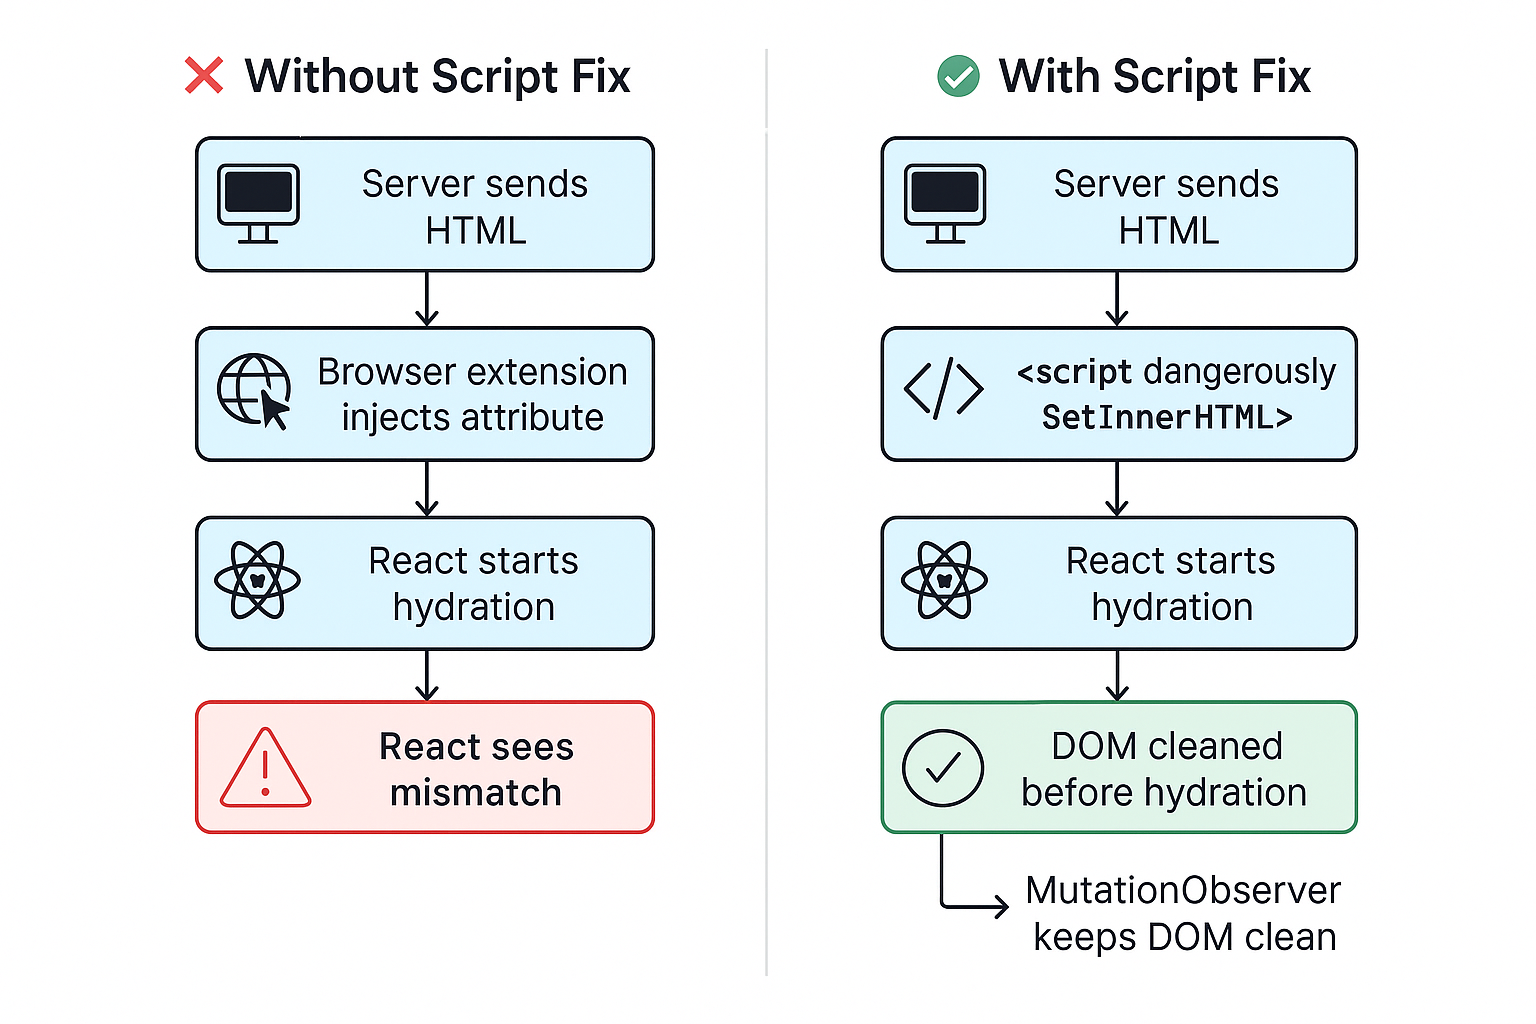 Without Script Fix
Server sends
HTML
Browser extension
injects attribute
React starts
hydration
React sees
mismatch
With Script Fix
Server sends
HTML
<script dangerously
SetInnerHTML>
React starts
hydration
DOM cleaned
before hydration
MutationObserver
keeps DOM clean